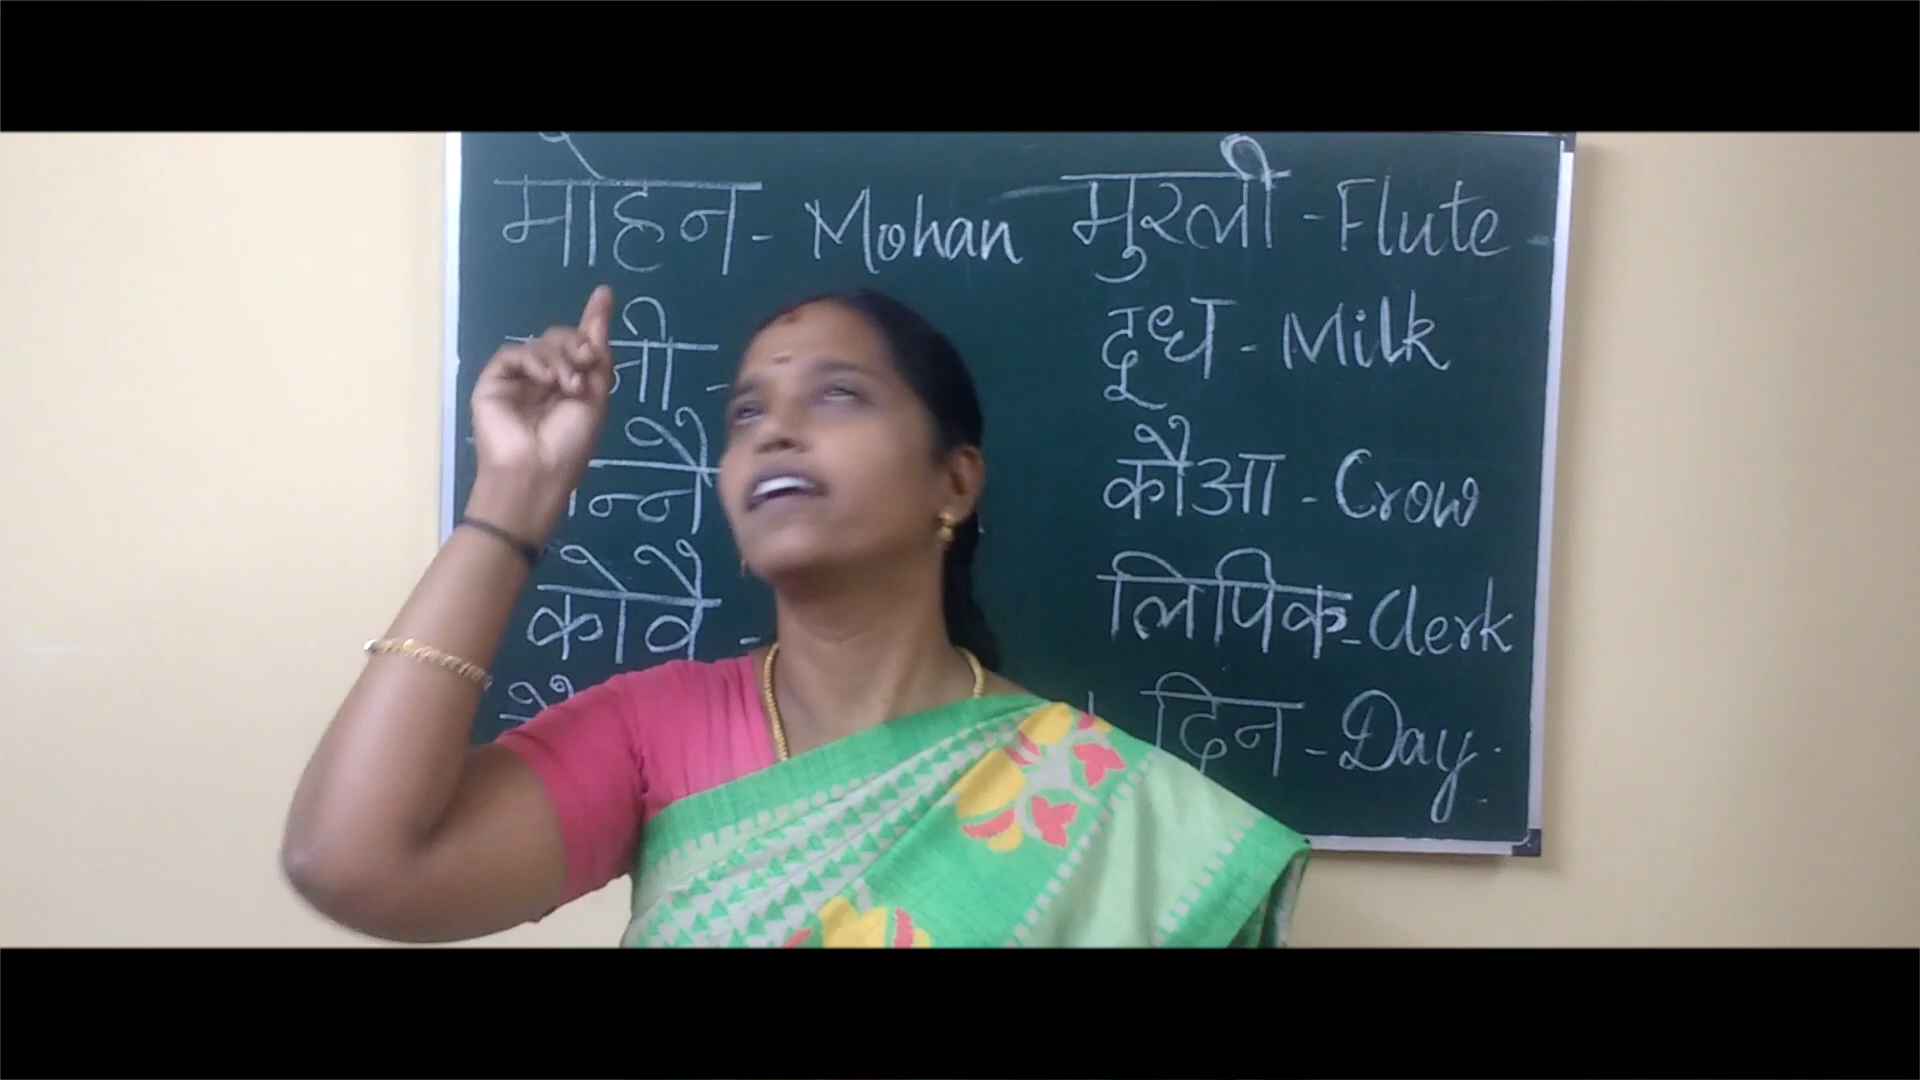 मोहन - Mohan मुरली - Flute
दूध - Milk
कौआ - Crow
कोवै - लिपिक - Clerk
दिन - Day.